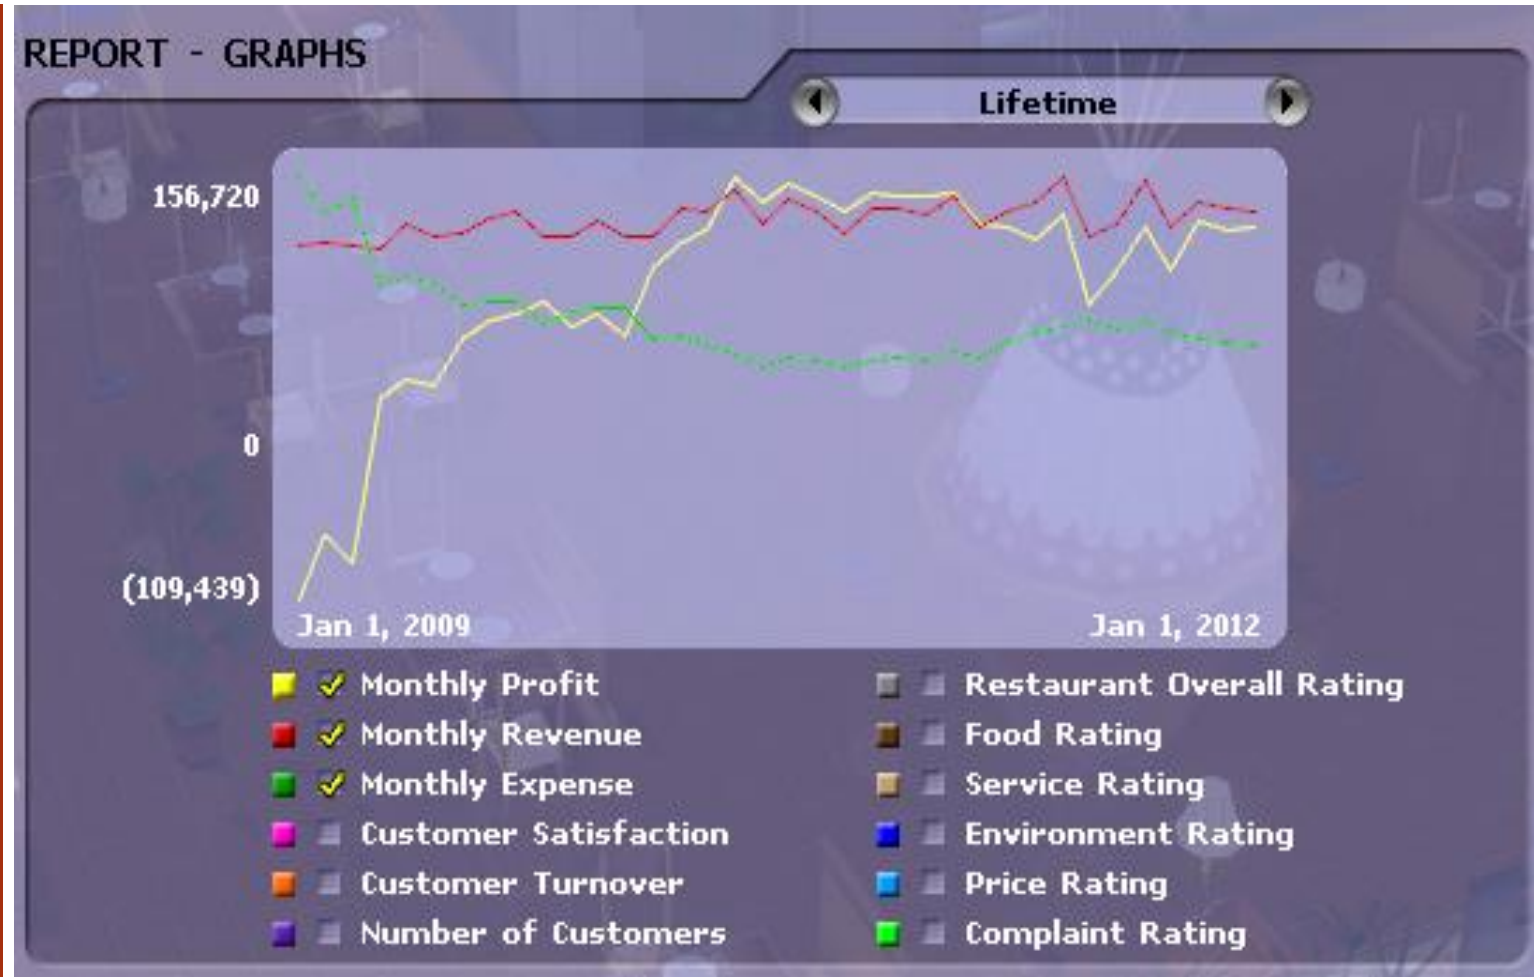 REPORT - GRAPHS
Lifetime
156,720
0
(109,439)
Jan 1, 2009 Jan 1, 2012
Monthly Profit Restaurant Overall Rating
Monthly Revenue Food Rating
Monthly Expense Service Rating
Customer Satisfaction Environment Rating
Customer Turnover Price Rating
Number of Customers Complaint Rating